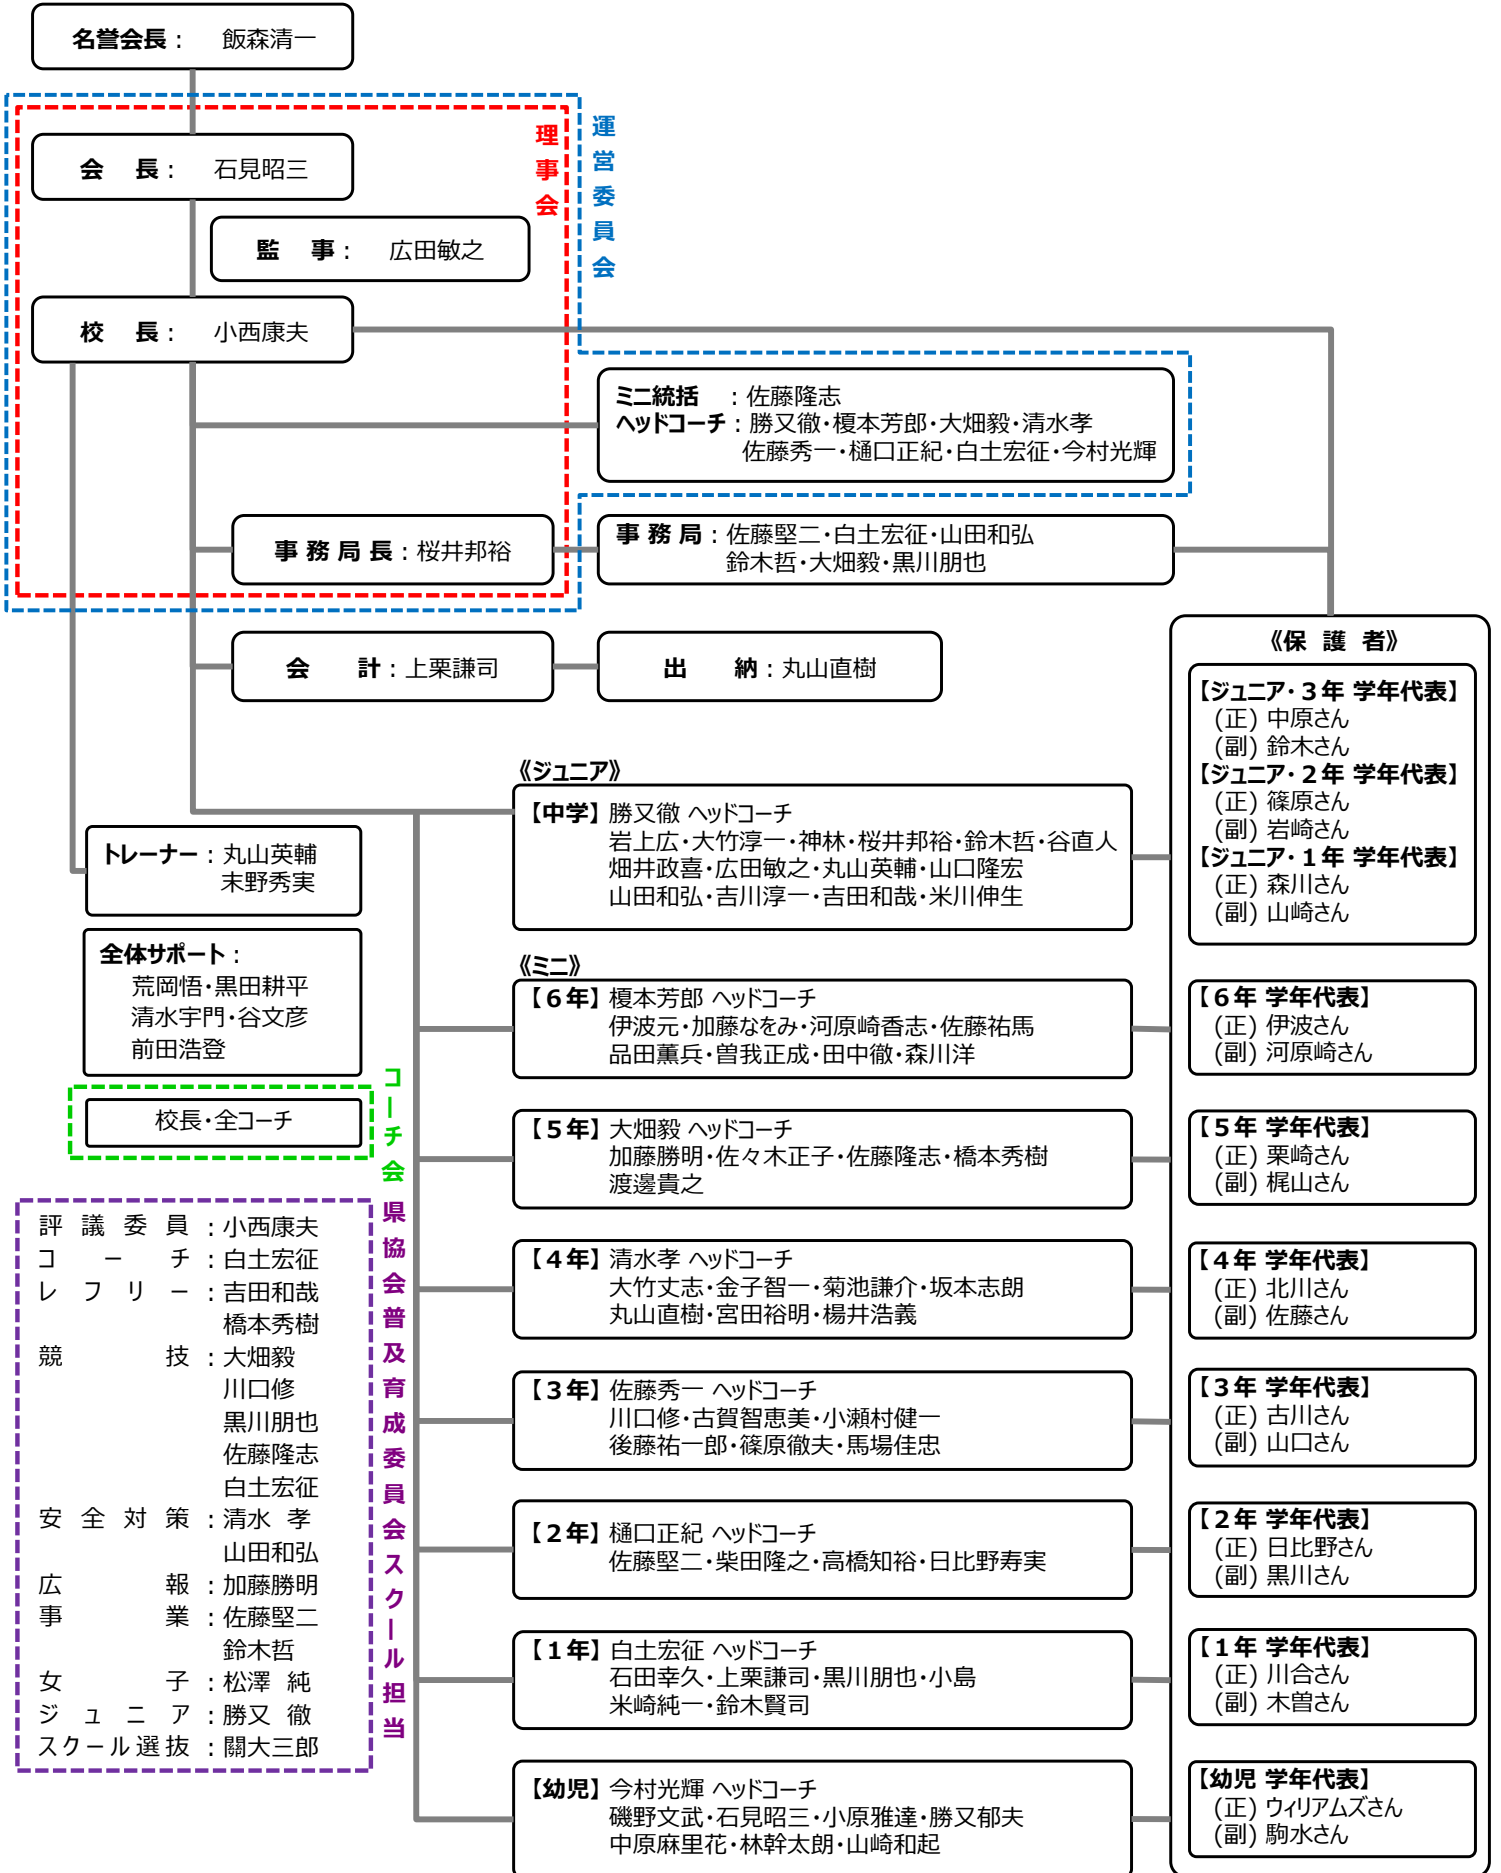 名誉会長： 飯森清一
理事会
運営委員会
会 長： 石見昭三
監 事： 広田敏之
校 長： 小西康夫
ミニ統括 ：佐藤隆志
ヘッドコーチ：勝又徹・榎本芳郎・大畑毅・清水孝
佐藤秀一・樋口正紀・白土宏征・今村光輝
事務局長：桜井邦裕
事務局：佐藤堅二・白土宏征・山田和弘
鈴木哲・大畑毅・黒川朋也
会 計：上栗謙司
出 納：丸山直樹
《保護者》
【ジュニア・３年 学年代表】
(正) 中原さん
(副) 鈴木さん
【ジュニア・２年 学年代表】
(正) 篠原さん
(副) 岩崎さん
【ジュニア・１年 学年代表】
(正) 森川さん
(副) 山崎さん
《ジュニア》
【中学】勝又徹 ヘッドコーチ
岩上広・大竹淳一・神林・桜井邦裕・鈴木哲・谷直人
畑井政喜・広田敏之・丸山英輔・山口隆宏
山田和弘・吉川淳一・吉田和哉・米川伸生
トレーナー：丸山英輔
末野秀実
全体サポート：
荒岡悟・黒田耕平
清水宇門・谷文彦
前田浩登
コーチ会
校長・全コーチ
《ミニ》
【６年】榎本芳郎 ヘッドコーチ
伊波元・加藤なをみ・河原崎香志・佐藤祐馬
品田薫兵・曽我正成・田中徹・森川洋
【６年 学年代表】
(正) 伊波さん
(副) 河原崎さん
【５年】大畑毅 ヘッドコーチ
加藤勝明・佐々木正子・佐藤隆志・橋本秀樹
渡邊貴之
【５年 学年代表】
(正) 栗崎さん
(副) 梶山さん
【４年】清水孝 ヘッドコーチ
大竹丈志・金子智一・菊池謙介・坂本志朗
丸山直樹・宮田裕明・楊井浩義
【４年 学年代表】
(正) 北川さん
(副) 佐藤さん
【３年】佐藤秀一 ヘッドコーチ
川口修・古賀智恵美・小瀬村健一
後藤祐一郎・篠原徹夫・馬場佳忠
【３年 学年代表】
(正) 古川さん
(副) 山口さん
【２年】樋口正紀 ヘッドコーチ
佐藤堅二・柴田隆之・高橋知裕・日比野寿実
【２年 学年代表】
(正) 日比野さん
(副) 黒川さん
【１年】白土宏征 ヘッドコーチ
石田幸久・上栗謙司・黒川朋也・小島
米崎純一・鈴木賢司
【１年 学年代表】
(正) 川合さん
(副) 木曽さん
【幼児】今村光輝 ヘッドコーチ
磯野文武・石見昭三・小原雅達・勝又郁夫
中原麻里花・林幹太朗・山崎和起
【幼児 学年代表】
(正) ウィリアムズさん
(副) 駒水さん
県協会普及育成委員会スクール担当
評議委員：小西康夫
コーチ：白土宏征
レフリー：吉田和哉
橋本秀樹
競技：大畑毅
川口修
黒川朋也
佐藤隆志
白土宏征
安全対策：清水 孝
山田和弘
広報：加藤勝明
事業：佐藤堅二
鈴木哲
女子：松澤 純
ジュニア：勝又 徹
スクール選抜：關大三郎